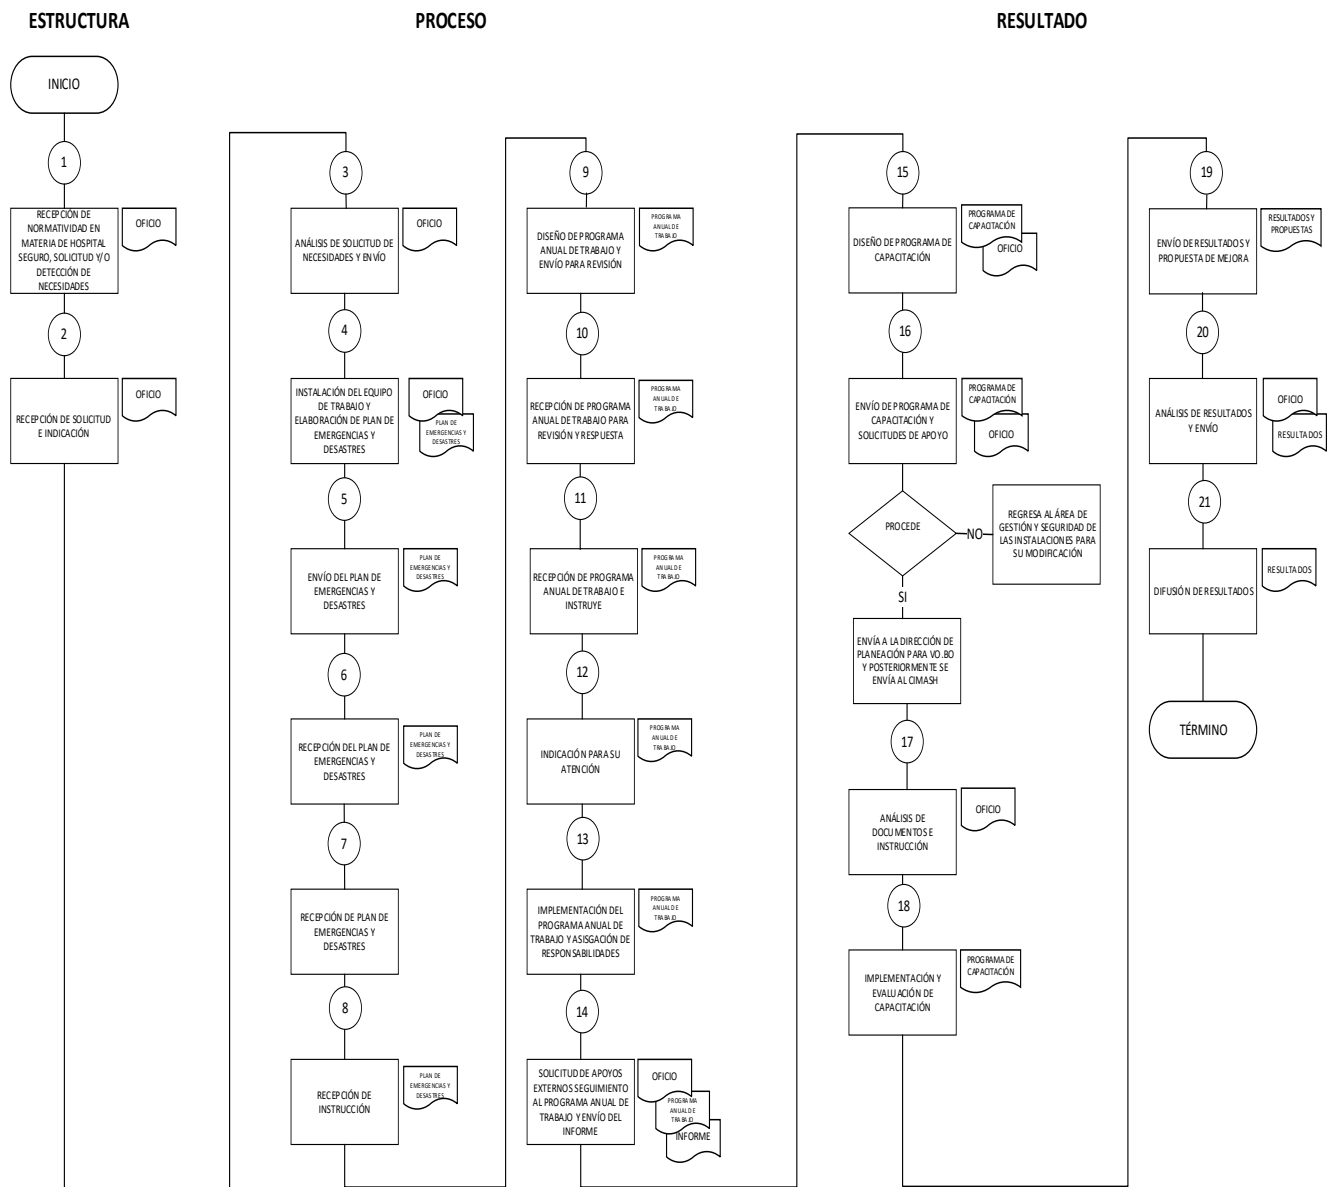 ESTRUCTURA
PROCESO
RESULTADO
INICIO
1
RECEPCIÓN DE
NORMATIVIDAD EN
MATERIA DE HOSPITAL
SEGURO, SOLICITUD Y/O
DETECCIÓN DE
NECESIDADES
OFICIO
2
RECEPCIÓN DE SOLICITUD
E INDICACIÓN
OFICIO
3
ANÁLISIS DE SOLICITUD DE
NECESIDADES Y ENVÍO
OFICIO
4
INSTALACIÓN DEL EQUIPO
DE TRABAJO Y
ELABORACIÓN DE PLAN DE
EMERGENCIAS Y
DESASTRES
OFICIO
PLAN DE
EMERGENCIAS Y
DESASTRES
5
ENVÍO DEL PLAN DE
EMERGENCIAS Y
DESASTRES
PLAN DE
EMERGENCIAS Y
DESASTRES
6
RECEPCIÓN DEL PLAN DE
EMERGENCIAS Y
DESASTRES
PLAN DE
EMERGENCIAS Y
DESASTRES
7
RECEPCIÓN DE PLAN DE
EMERGENCIAS Y
DESASTRES
8
RECEPCIÓN DE
INSTRUCCIÓN
PLAN DE
EMERGENCIAS Y
DESASTRES
9
DISEÑO DE PROGRAMA
ANUAL DE TRABAJO Y
ENVÍO PARA REVISIÓN
PROGRAMA
ANUAL DE
TRABAJO
10
RECEPCIÓN DE PROGRAMA
ANUAL DE TRABAJO PARA
REVISIÓN Y RESPUESTA
PROGRAMA
ANUAL DE
TRABAJO
11
RECEPCIÓN DE PROGRAMA
ANUAL DE TRABAJO E
INSTRUYE
PROGRAMA
ANUAL DE
TRABAJO
12
INDICACIÓN PARA SU
ATENCIÓN
PROGRAMA
ANUAL DE
TRABAJO
13
IMPLEMENTACIÓN DEL
PROGRAMA ANUAL DE
TRABAJO Y ASISGACIÓN DE
RESPONSABILIDADES
PROGRAMA
ANUAL DE
TRABAJO
14
SOLICITUD DE APOYOS
EXTERNOS SEGUIMIENTO
AL PROGRAMA ANUAL DE
TRABAJO Y ENVÍO DEL
INFORME
OFICIO
PROGRAMA
ANUAL DE
TRABAJO
INFORME
15
DISEÑO DE PROGRAMA DE
CAPACITACIÓN
PROGRAMA DE
CAPACITACIÓN
OFICIO
16
ENVÍO DE PROGRAMA DE
CAPACITACIÓN Y
SOLICITUDES DE APOYO
PROGRAMA DE
CAPACITACIÓN
OFICIO
PROCEDE
NO
REGRESA AL ÁREA DE
GESTIÓN Y SEGURIDAD DE
LAS INSTALACIONES PARA
SU MODIFICACIÓN
SI
ENVÍA A LA DIRECCIÓN DE
PLANEACIÓN PARA VO.BO
Y POSTERIORMENTE SE
ENVÍA AL CIMASH
17
ANÁLISIS DE
DOCUMENTOS E
INSTRUCCIÓN
OFICIO
18
IMPLEMENTACIÓN Y
EVALUACIÓN DE
CAPACITACIÓN
PROGRAMA DE
CAPACITACIÓN
19
ENVÍO DE RESULTADOS Y
PROPUESTA DE MEJORA
RESULTADOS Y
PROPUESTAS
20
ANÁLISIS DE RESULTADOS
Y ENVÍO
OFICIO
RESULTADOS
21
DIFUSIÓN DE RESULTADOS
RESULTADOS
TÉRMINO